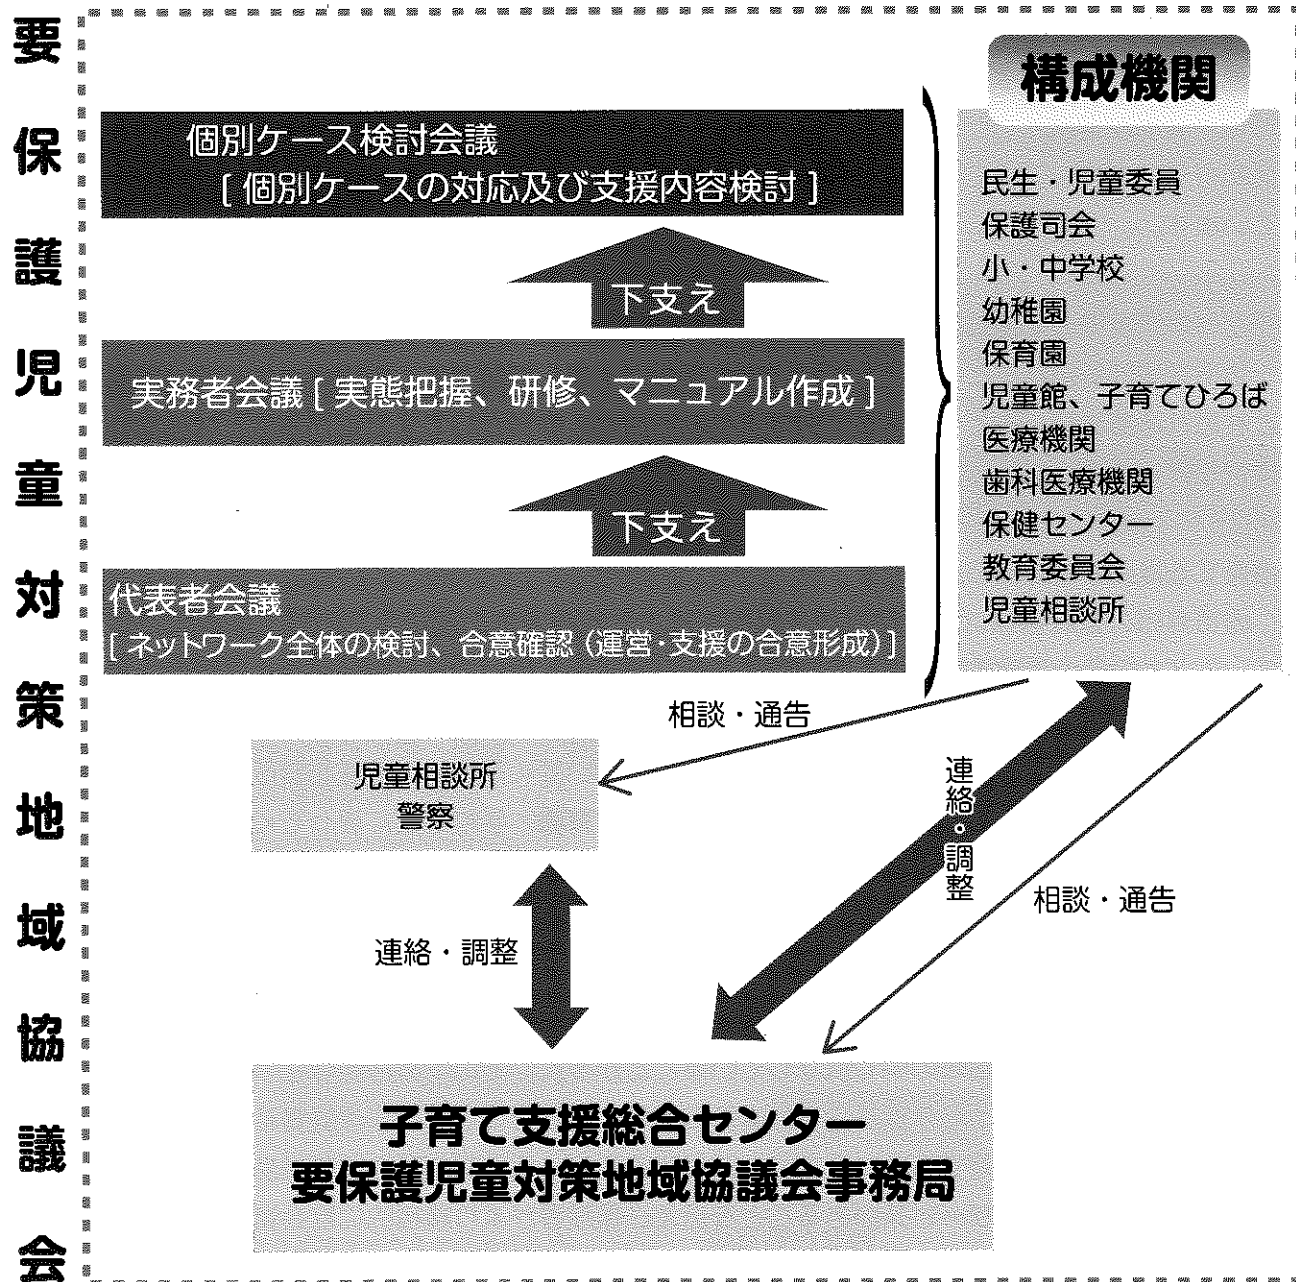 要保護児童対策地域協議会
個別ケース検討会議
[ 個別ケースの対応及び支援内容検討 ]
下支え
実務者会議 [ 実態把握、研修、マニュアル作成 ]
下支え
代表者会議
[ ネットワーク全体の検討、合意確認（運営・支援の合意形成）]
構成機関
民生・児童委員
保護司会
小・中学校
幼稚園
保育園
児童館、子育てひろば
医療機関
歯科医療機関
保健センター
教育委員会
児童相談所
相談・通告
児童相談所
警察
連絡・調整
連絡・調整
相談・通告
子育て支援総合センター
要保護児童対策地域協議会事務局